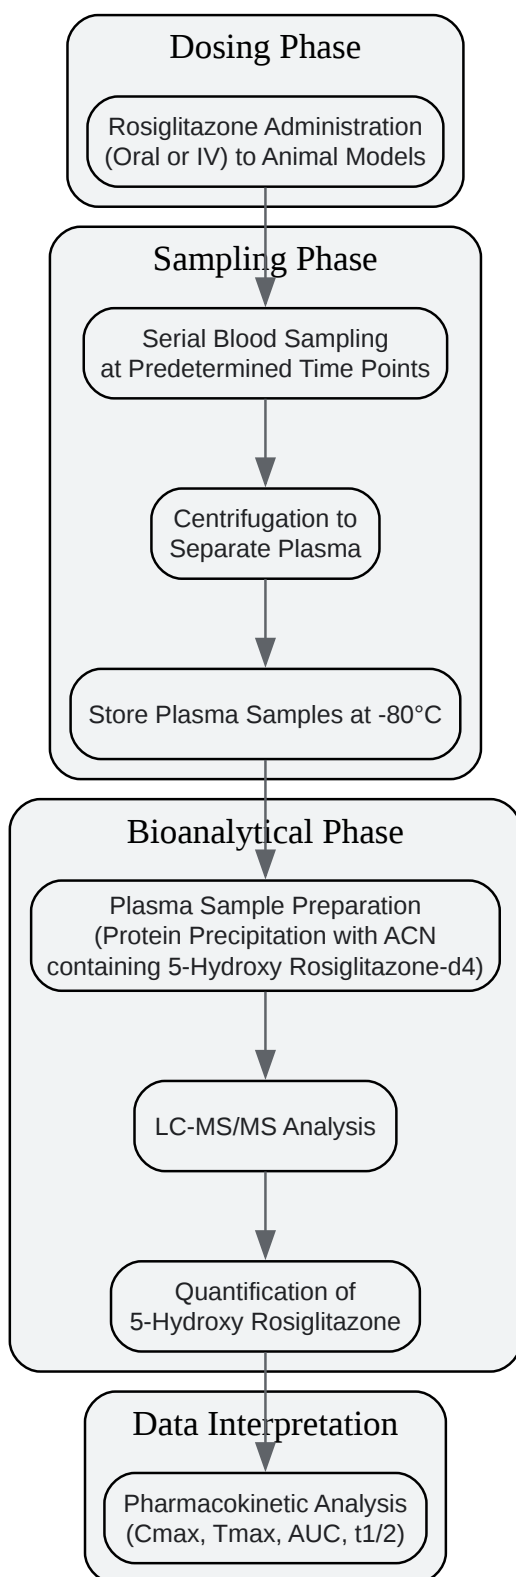 Dosing Phase
Rosiglitazone Administration
(Oral or IV) to Animal Models
Sampling Phase
Serial Blood Sampling
at Predetermined Time Points
Centrifugation to
Separate Plasma
Store Plasma Samples at -80°C
Bioanalytical Phase
Plasma Sample Preparation
(Protein Precipitation with ACN
containing 5-Hydroxy Rosiglitazone-d4)
LC-MS/MS Analysis
Quantification of
5-Hydroxy Rosiglitazone
Data Interpretation
Pharmacokinetic Analysis
(Cmax, Tmax, AUC, t1/2)